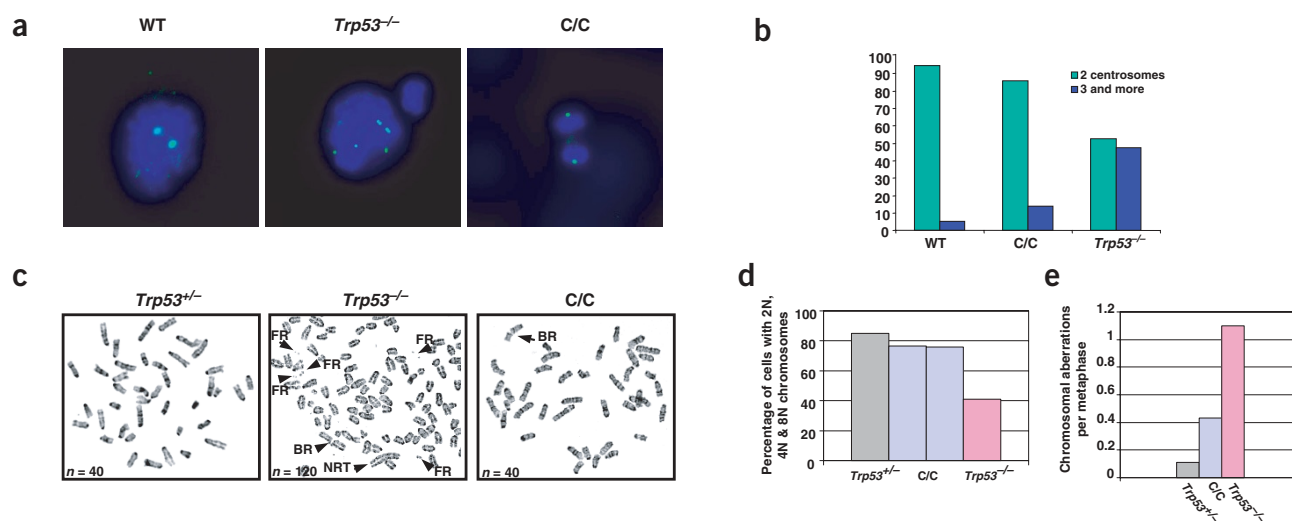 a
WT
Trp53–/–
C/C
b
100
90
80
70
60
50
40
30
20
10
0
2 centrosomes
3 and more
WT
C/C
Trp53–/–
c
Trp53+/–
Trp53–/–
C/C
n = 40
FR
FR
FR
FR
BR
NRT
FR
n = 120
BR
n = 40
d
Percentage of cells with 2N,
4N & 8N chromosomes
100
80
60
40
20
0
Trp53+/–
C/C
Trp53–/–
e
Chromosomal aberrations
per metaphase
1.2
1
0.8
0.6
0.4
0.2
0
Trp53+/–
C/C
Trp53–/–